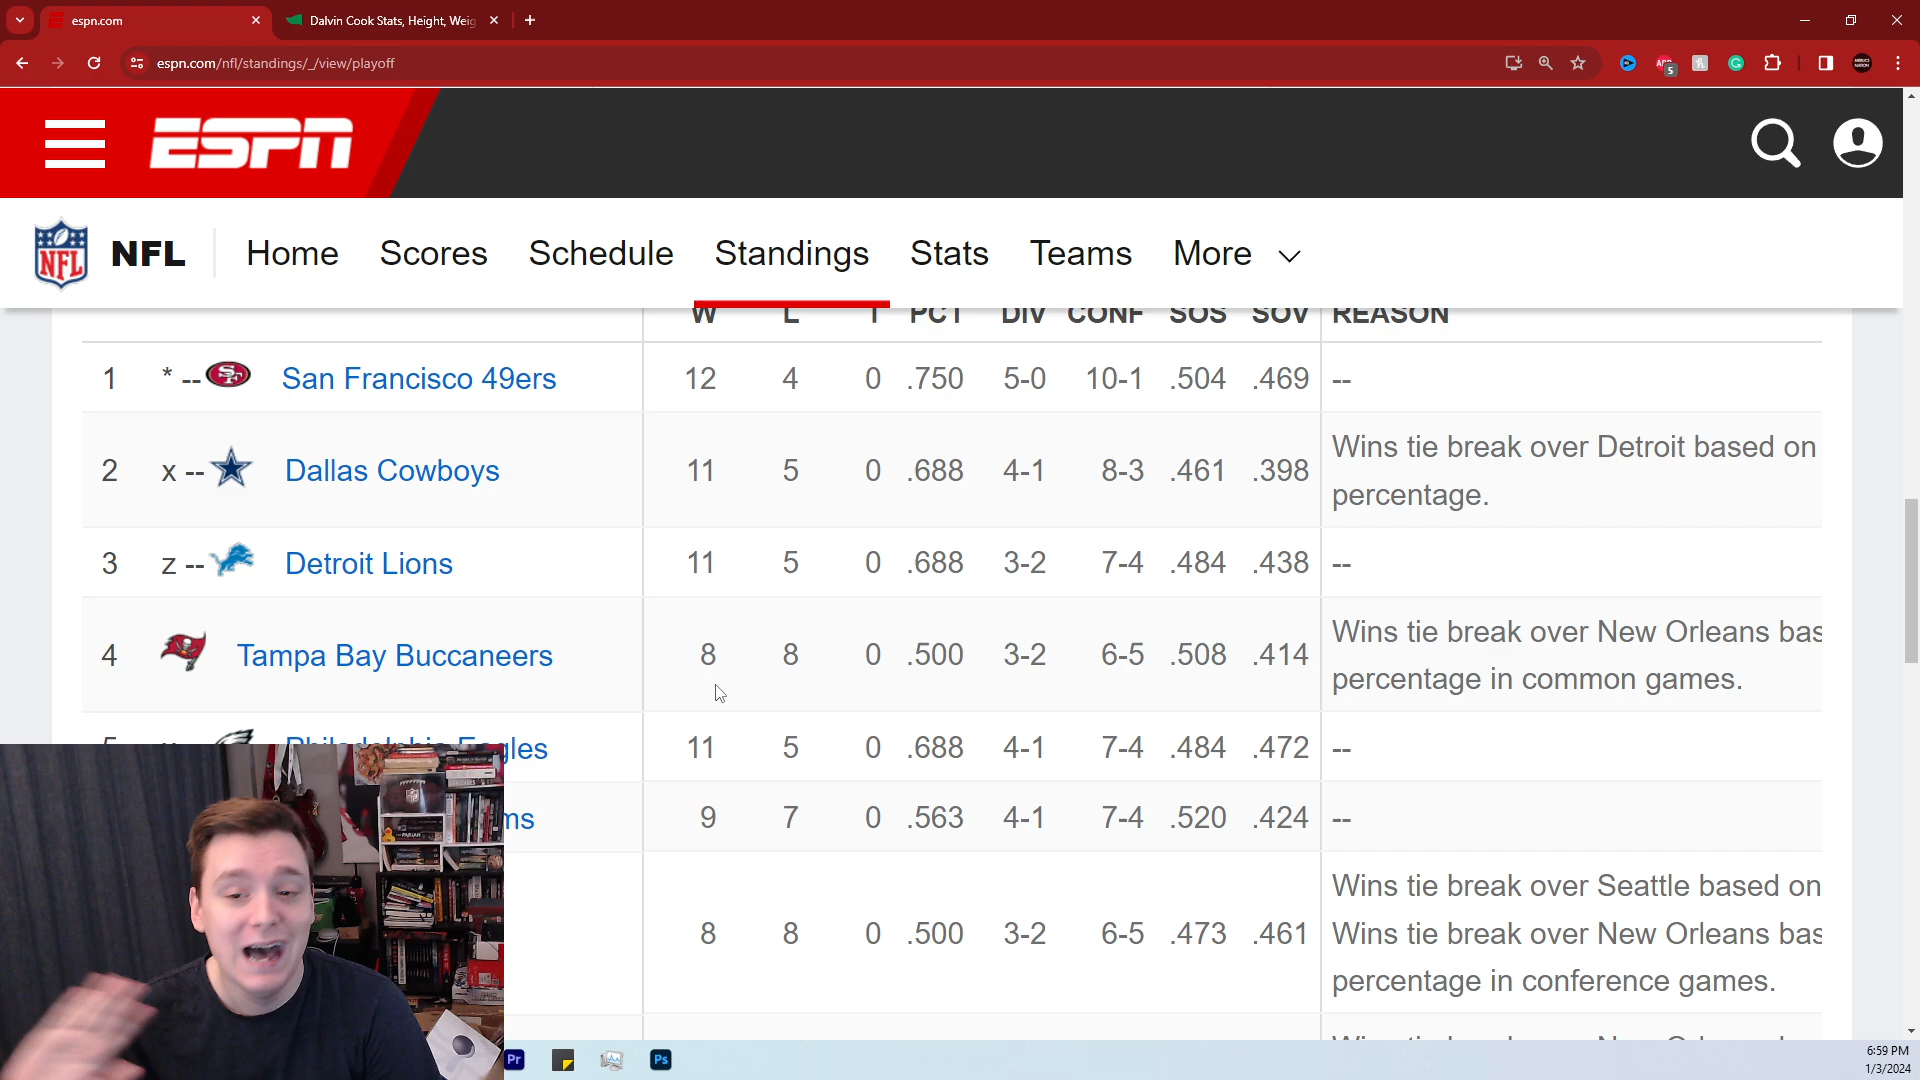 espn.com
Dalvin Cook Stats, Height, Weig
espn.com/nfl/standings/_/view/playoff
5
ESPN
NFL Home Scores Schedule Standings Stats Teams More
W L T PCT DIV CONF SOS SOV REASON
1 * -- San Francisco 49ers 12 4 0 .750 5-0 10-1 .504 .469 --
2 x -- Dallas Cowboys 11 5 0 .688 4-1 8-3 .461 .398 Wins tie break over Detroit based on
percentage.
3 z -- Detroit Lions 11 5 0 .688 3-2 7-4 .484 .438 --
4 Tampa Bay Buccaneers 8 8 0 .500 3-2 6-5 .508 .414 Wins tie break over New Orleans bas
percentage in common games.
Philadelphia Eagles 11 5 0 .688 4-1 7-4 .484 .472 --
ms 9 7 0 .563 4-1 7-4 .520 .424 --
Wins tie break over Seattle based on
8 8 0 .500 3-2 6-5 .473 .461 Wins tie break over New Orleans bas
percentage in conference games.
Pr
Ps
6:59 PM
1/3/2024